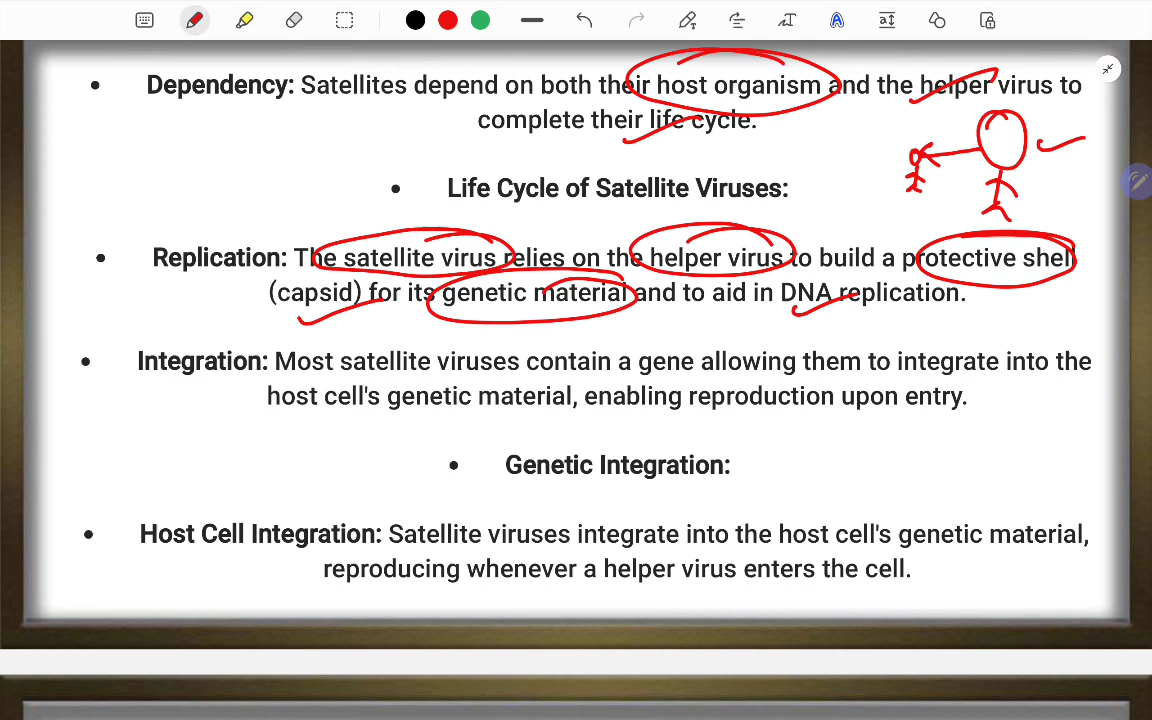 • Dependency: Satellites depend on both their host organism and the helper virus to
complete their life cycle.
• Life Cycle of Satellite Viruses:
• Replication: The satellite virus relies on the helper virus to build a protective shell
(capsid) for its genetic material and to aid in DNA replication.
• Integration: Most satellite viruses contain a gene allowing them to integrate into the
host cell's genetic material, enabling reproduction upon entry.
• Genetic Integration:
• Host Cell Integration: Satellite viruses integrate into the host cell's genetic material,
reproducing whenever a helper virus enters the cell.